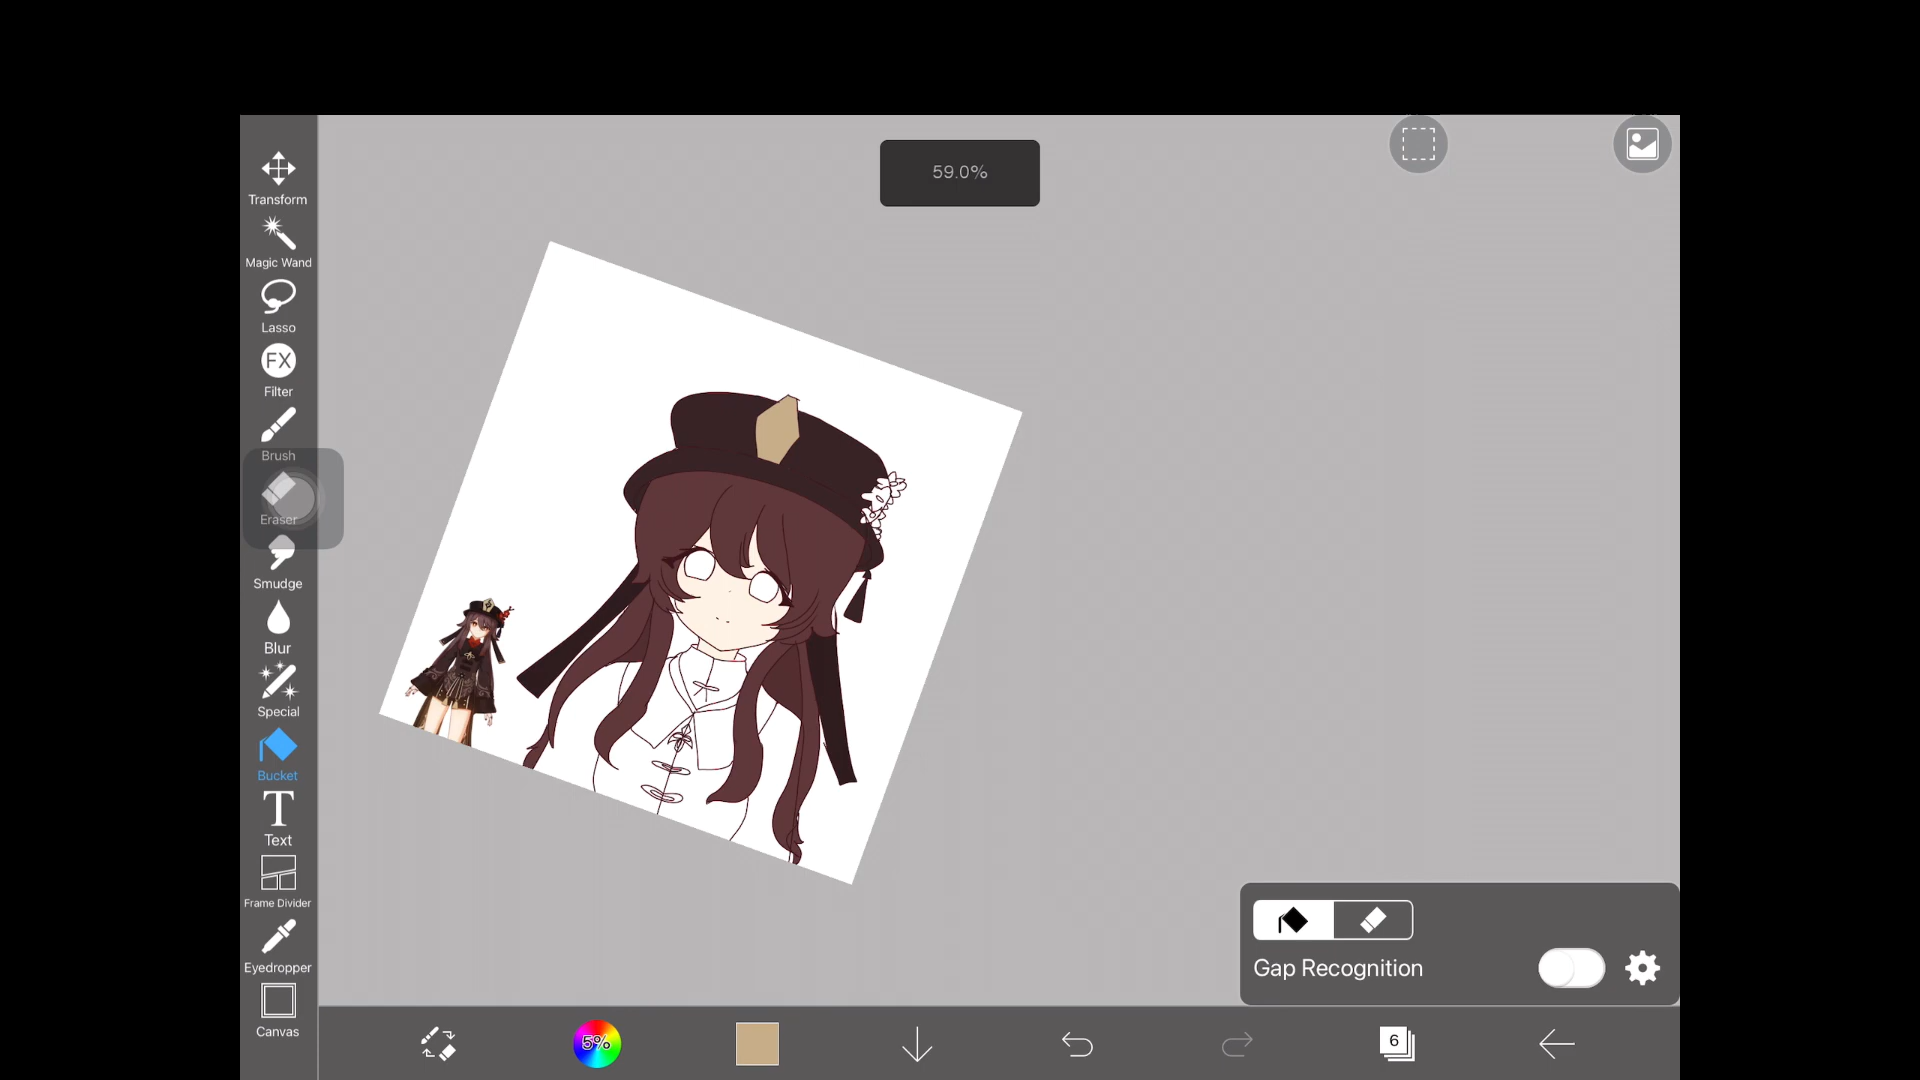 59.0%
Transform
Magic Wand
Lasso
FX
Filter
Brush
Eraser
Smudge
Blur
Special
Bucket
T
Text
Frame Divider
Eyedropper
Canvas
Gap Recognition
5%
6